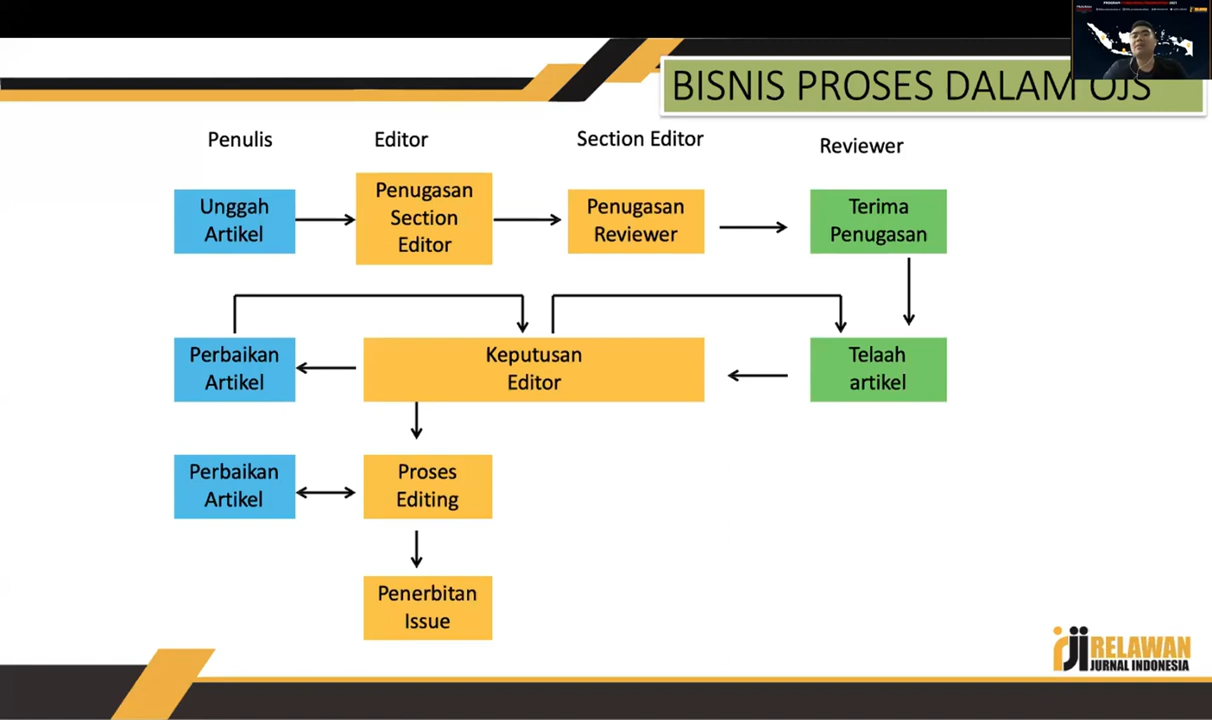 BISNIS PROSES DALAM OJS
Penulis
Editor
Section Editor
Reviewer
Unggah
Artikel
Penugasan
Section
Editor
Penugasan
Reviewer
Terima
Penugasan
Perbaikan
Artikel
Keputusan
Editor
Telaah
artikel
Perbaikan
Artikel
Proses
Editing
Penerbitan
Issue
rji RELAWAN
JURNAL INDONESIA